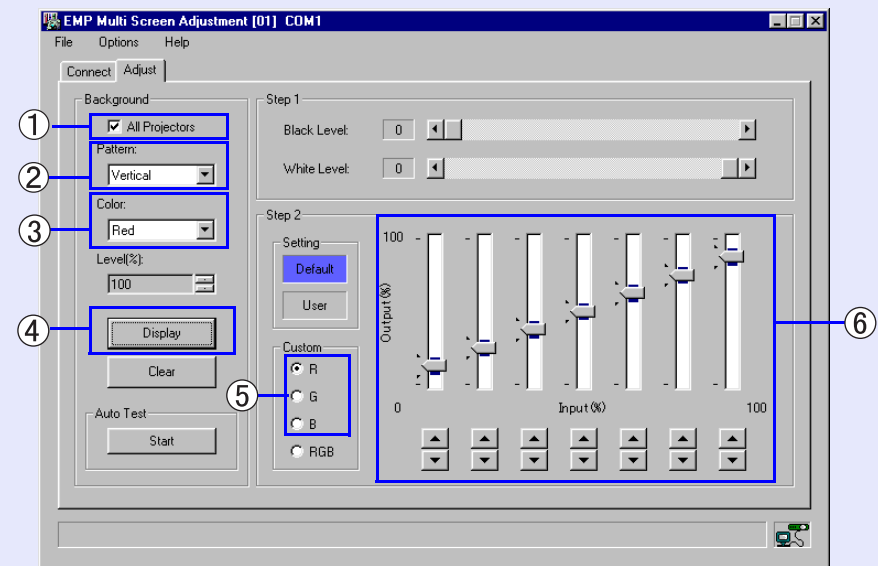 EMP Multi Screen Adjustment [01] COM1
File Options Help
Connect Adjust
Background
① All Projectors
Pattern:
② Vertical
Color:
③ Red
Level(%):
100
④ Display
Clear
Auto Test
Start
Step 1
Black Level: 0
White Level: 0
Step 2
Setting
Default
User
Custom
R
⑤ G
B
RGB
100
Output(%)
0 Input(%) 100
⑥